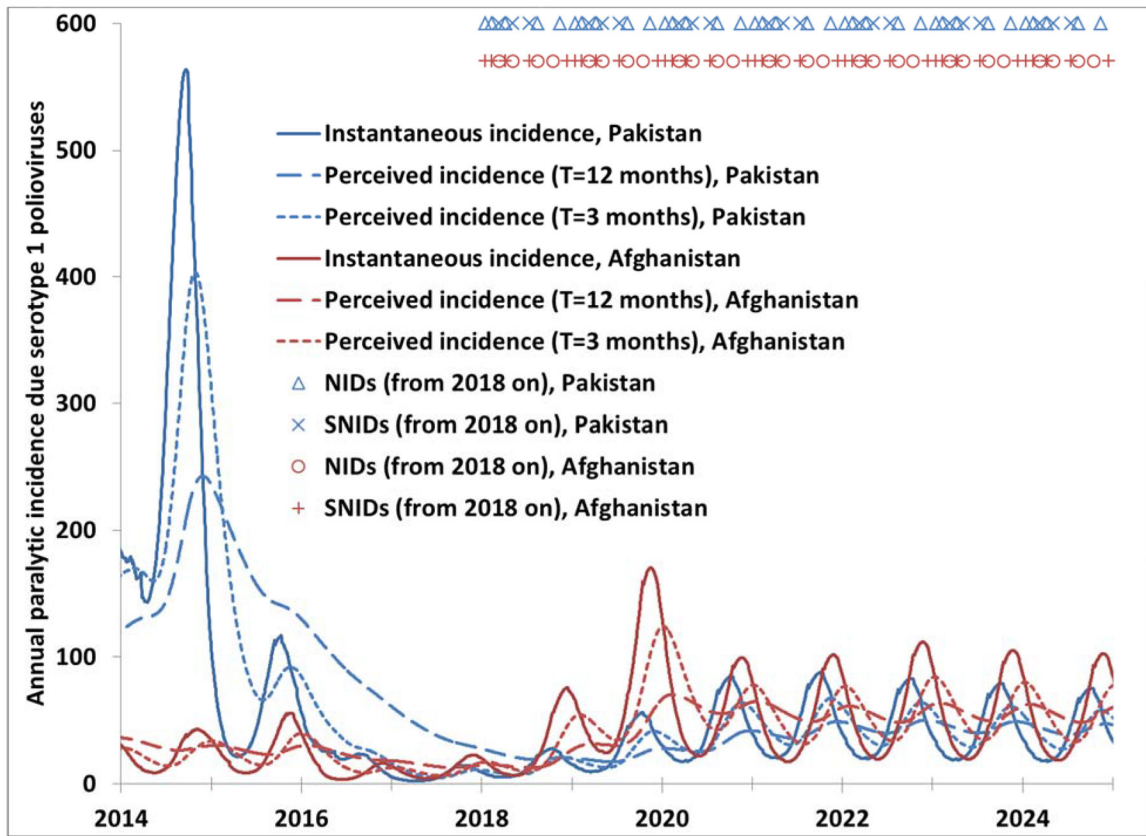 Annual paralytic incidence due serotype 1 polioviruses
600
500
400
300
200
100
0
Instantaneous incidence, Pakistan
Perceived incidence (T=12 months), Pakistan
Perceived incidence (T=3 months), Pakistan
Instantaneous incidence, Afghanistan
Perceived incidence (T=12 months), Afghanistan
Perceived incidence (T=3 months), Afghanistan
NIDs (from 2018 on), Pakistan
SNIDs (from 2018 on), Pakistan
NIDs (from 2018 on), Afghanistan
SNIDs (from 2018 on), Afghanistan
2014 2016 2018 2020 2022 2024